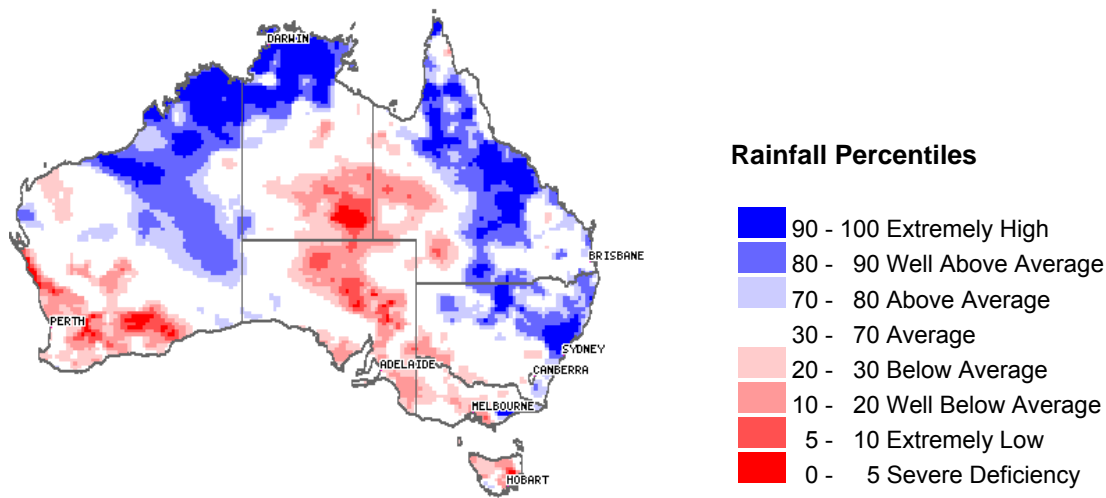 DARWIN
BRISBANE
PERTH
SYDNEY
ADELAIDE
CANBERRA
MELBOURNE
HOBART
Rainfall Percentiles
90 - 100 Extremely High
80 - 90 Well Above Average
70 - 80 Above Average
30 - 70 Average
20 - 30 Below Average
10 - 20 Well Below Average
5 - 10 Extremely Low
0 - 5 Severe Deficiency